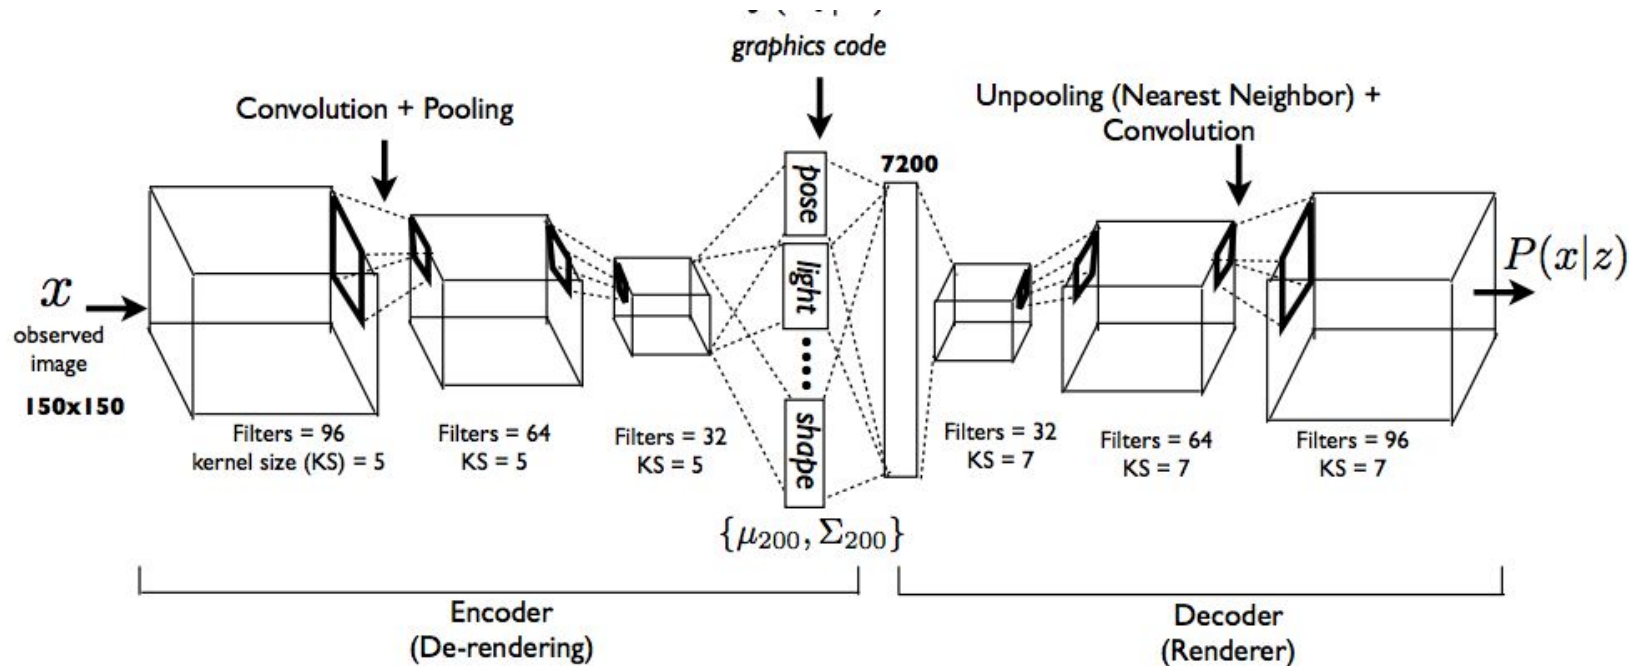 graphics code
Convolution + Pooling
Unpooling (Nearest Neighbor) +
Convolution
pose
light
shape
7200
x
observed
image
150x150
P(x|z)
Filters = 96
kernel size (KS) = 5
Filters = 64
KS = 5
Filters = 32
KS = 5
Filters = 32
KS = 7
Filters = 64
KS = 7
Filters = 96
KS = 7
{μ200, Σ200}
Encoder
(De-rendering)
Decoder
(Renderer)